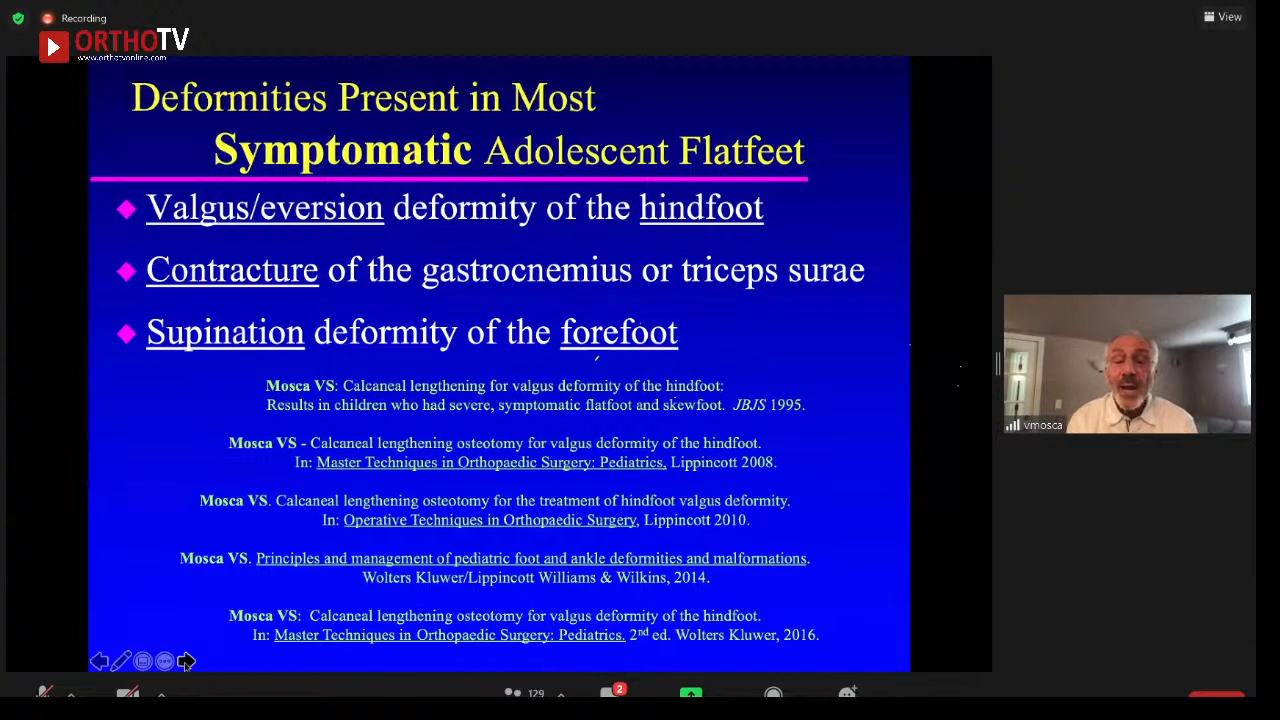 Recording
View
ORTHOTV
www.orthotvonline.com
Deformities Present in Most
Symptomatic Adolescent Flatfeet
Valgus/eversion deformity of the hindfoot
Contracture of the gastrocnemius or triceps surae
Supination deformity of the forefoot
Mosca VS: Calcaneal lengthening for valgus deformity of the hindfoot:
Results in children who had severe, symptomatic flatfoot and skewfoot. JBJS 1995.
Mosca VS - Calcaneal lengthening osteotomy for valgus deformity of the hindfoot.
In: Master Techniques in Orthopaedic Surgery: Pediatrics, Lippincott 2008.
Mosca VS. Calcaneal lengthening osteotomy for the treatment of hindfoot valgus deformity.
In: Operative Techniques in Orthopaedic Surgery, Lippincott 2010.
Mosca VS. Principles and management of pediatric foot and ankle deformities and malformations.
Wolters Kluwer/Lippincott Williams & Wilkins, 2014.
Mosca VS: Calcaneal lengthening osteotomy for valgus deformity of the hindfoot.
In: Master Techniques in Orthopaedic Surgery: Pediatrics. 2nd ed. Wolters Kluwer, 2016.
vmosca
129
2